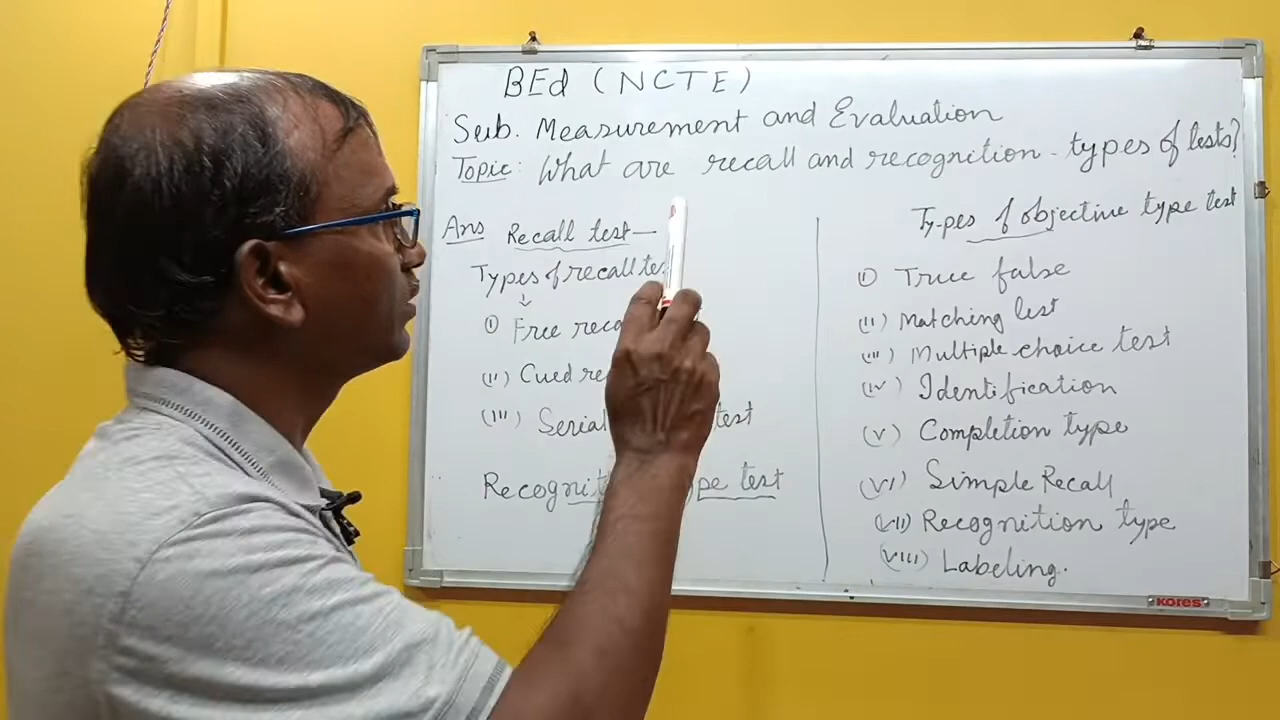 BEd (NCTE)
Sub. Measurement and Evaluation
Topic: What are recall and recognition - types of tests?
Ans Recall test—
Types of recall tes
(i) Free reca
(ii) Cued re
(iii) Serial test
Recognit ype test
Types of objective type test
(i) True false
(ii) Matching list
(iii) Multiple choice test
(iv) Identification
(v) Completion type
(vi) Simple Recall
(vii) Recognition type
(viii) Labeling.
KORES